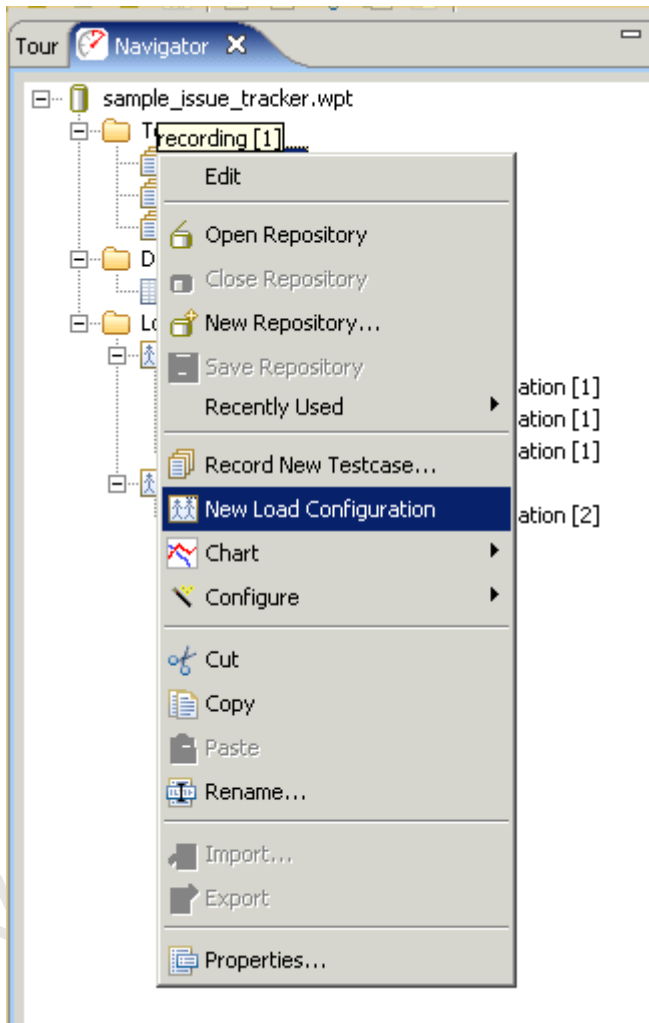 Tour Navigator
sample_issue_tracker.wpt
recording [1]
Edit
Open Repository
Close Repository
New Repository...
Save Repository
ation [1]
Recently Used
ation [1]
ation [1]
Record New Testcase...
New Load Configuration
ation [2]
Chart
Configure
Cut
Copy
Paste
Rename...
Import...
Export
Properties...